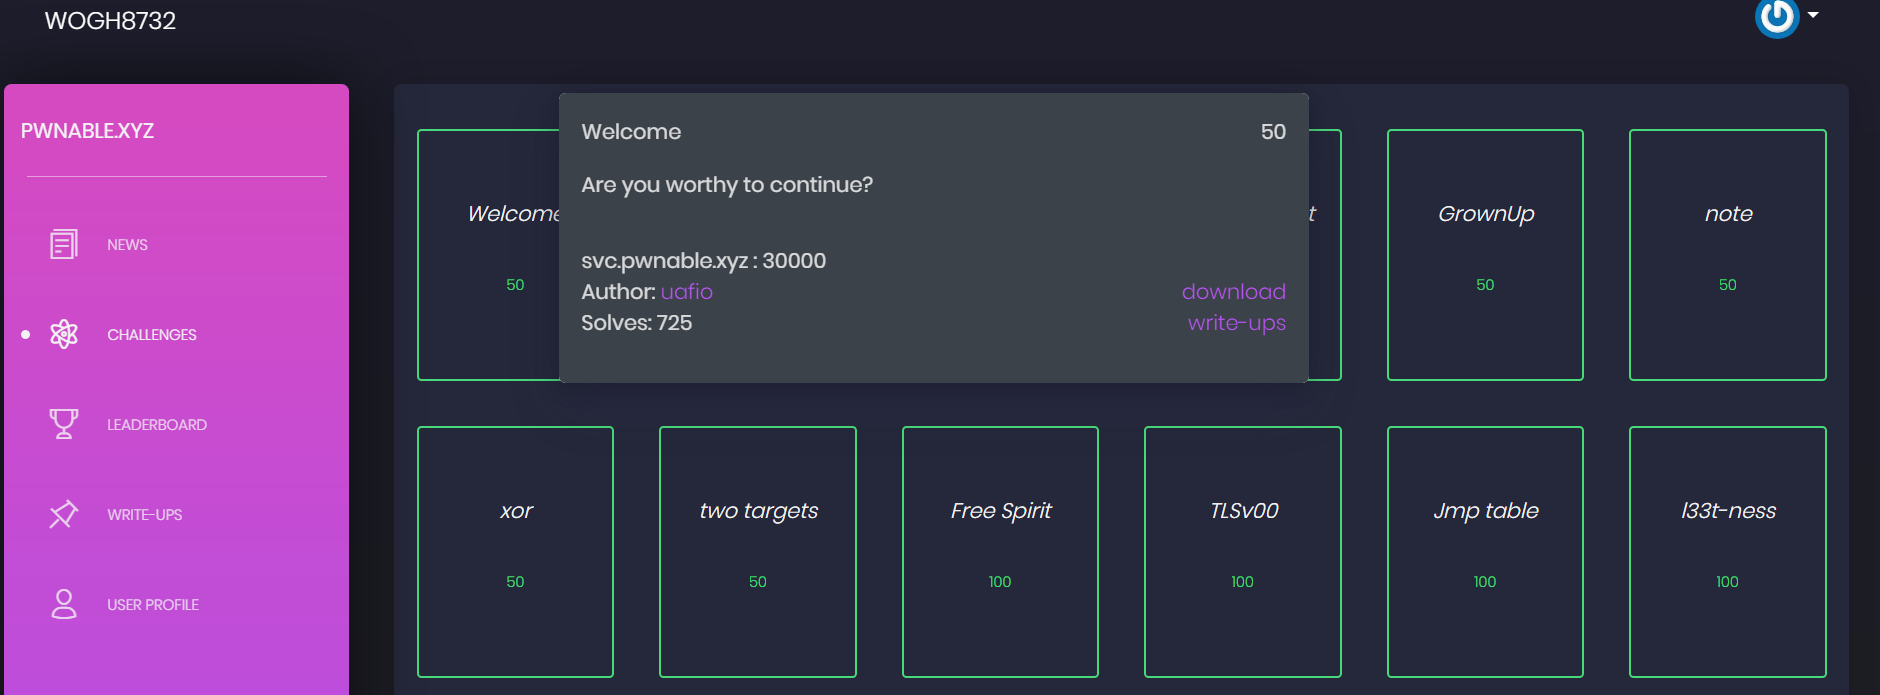 WOGH8732
PWNABLE.XYZ
NEWS
CHALLENGES
LEADERBOARD
WRITE-UPS
USER PROFILE
Welcome 50
Are you worthy to continue?
svc.pwnable.xyz : 30000
Author: uafio download
Solves: 725 write-ups
Welcome
50
GrownUp
50
note
50
xor
50
two targets
50
Free Spirit
100
TLSv00
100
Jmp table
100
l33t-ness
100